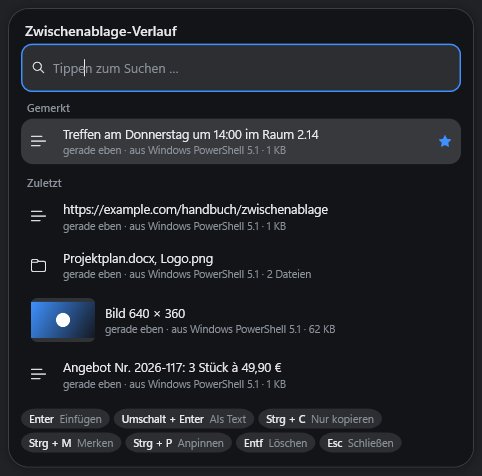 Zwischenablage-Verlauf
Tippen zum Suchen ...
Gemerkt
Treffen am Donnerstag um 14:00 im Raum 2.14
gerade eben · aus Windows PowerShell 5.1 · 1 KB
Zuletzt
https://example.com/handbuch/zwischenablage
gerade eben · aus Windows PowerShell 5.1 · 1 KB
Projektplan.docx, Logo.png
gerade eben · aus Windows PowerShell 5.1 · 2 Dateien
Bild 640 × 360
gerade eben · aus Windows PowerShell 5.1 · 62 KB
Angebot Nr. 2026-117: 3 Stück à 49,90 €
gerade eben · aus Windows PowerShell 5.1 · 1 KB
Enter Einfügen Umschalt + Enter Als Text Strg + C Nur kopieren
Strg + M Merken Strg + P Anpinnen Entf Löschen Esc Schließen